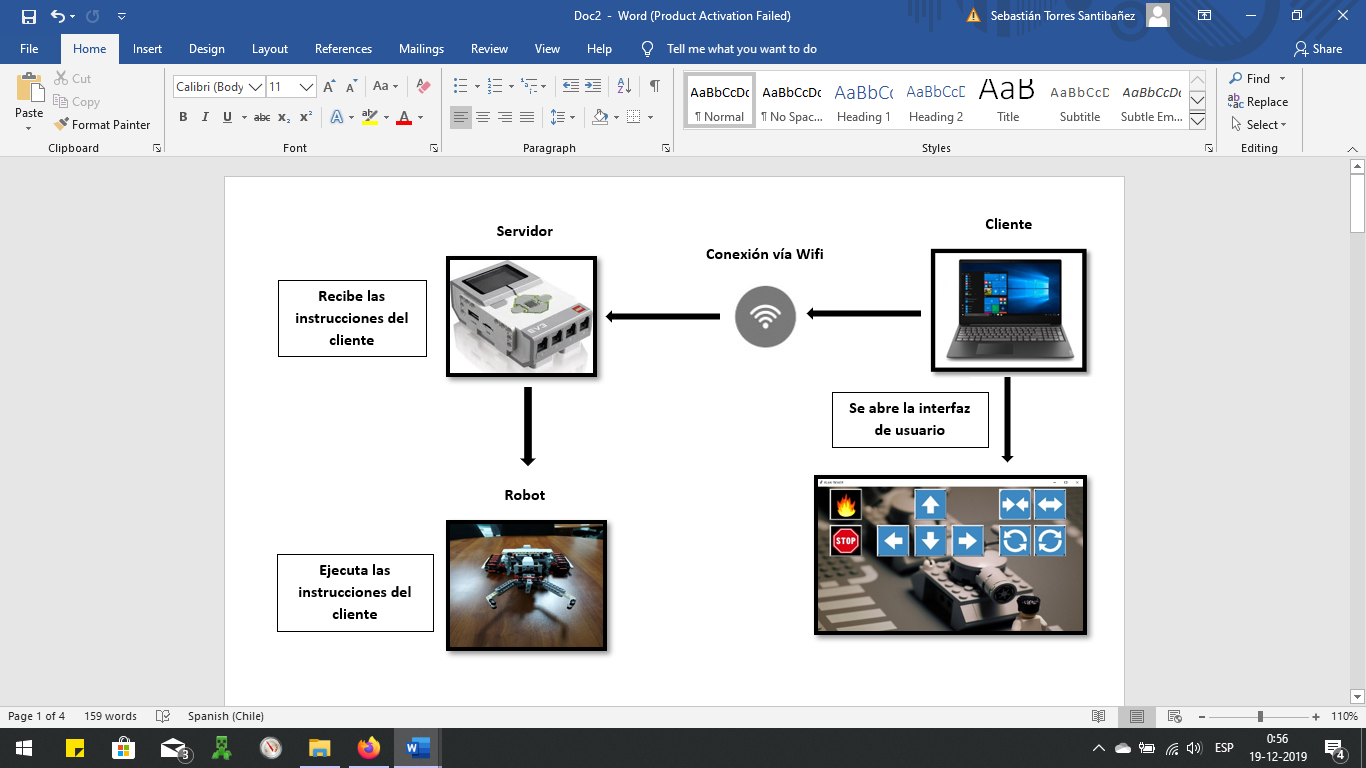 Doc2 - Word (Product Activation Failed)
Sebastián Torres Santibañez
File Home Insert Design Layout References Mailings Review View Help Tell me what you want to do Share
Paste
Cut
Copy
Format Painter
Clipboard
Calibri (Body 11
Font
Paragraph
AaBbCcDc AaBbCcDc AaBbCc AaBbCcD AaB AaBbCcD AaBbCcDc
¶ Normal ¶ No Spac... Heading 1 Heading 2 Title Subtitle Subtle Em...
Styles
Find
Replace
Select
Editing
Servidor
Conexión vía Wifi
Cliente
Recibe las
instrucciones del
cliente
EV3
Se abre la interfaz
de usuario
Robot
Ejecuta las
instrucciones del
cliente
STOP
Page 1 of 4 159 words Spanish (Chile) 110%
3
ESP
0:56
19-12-2019
4